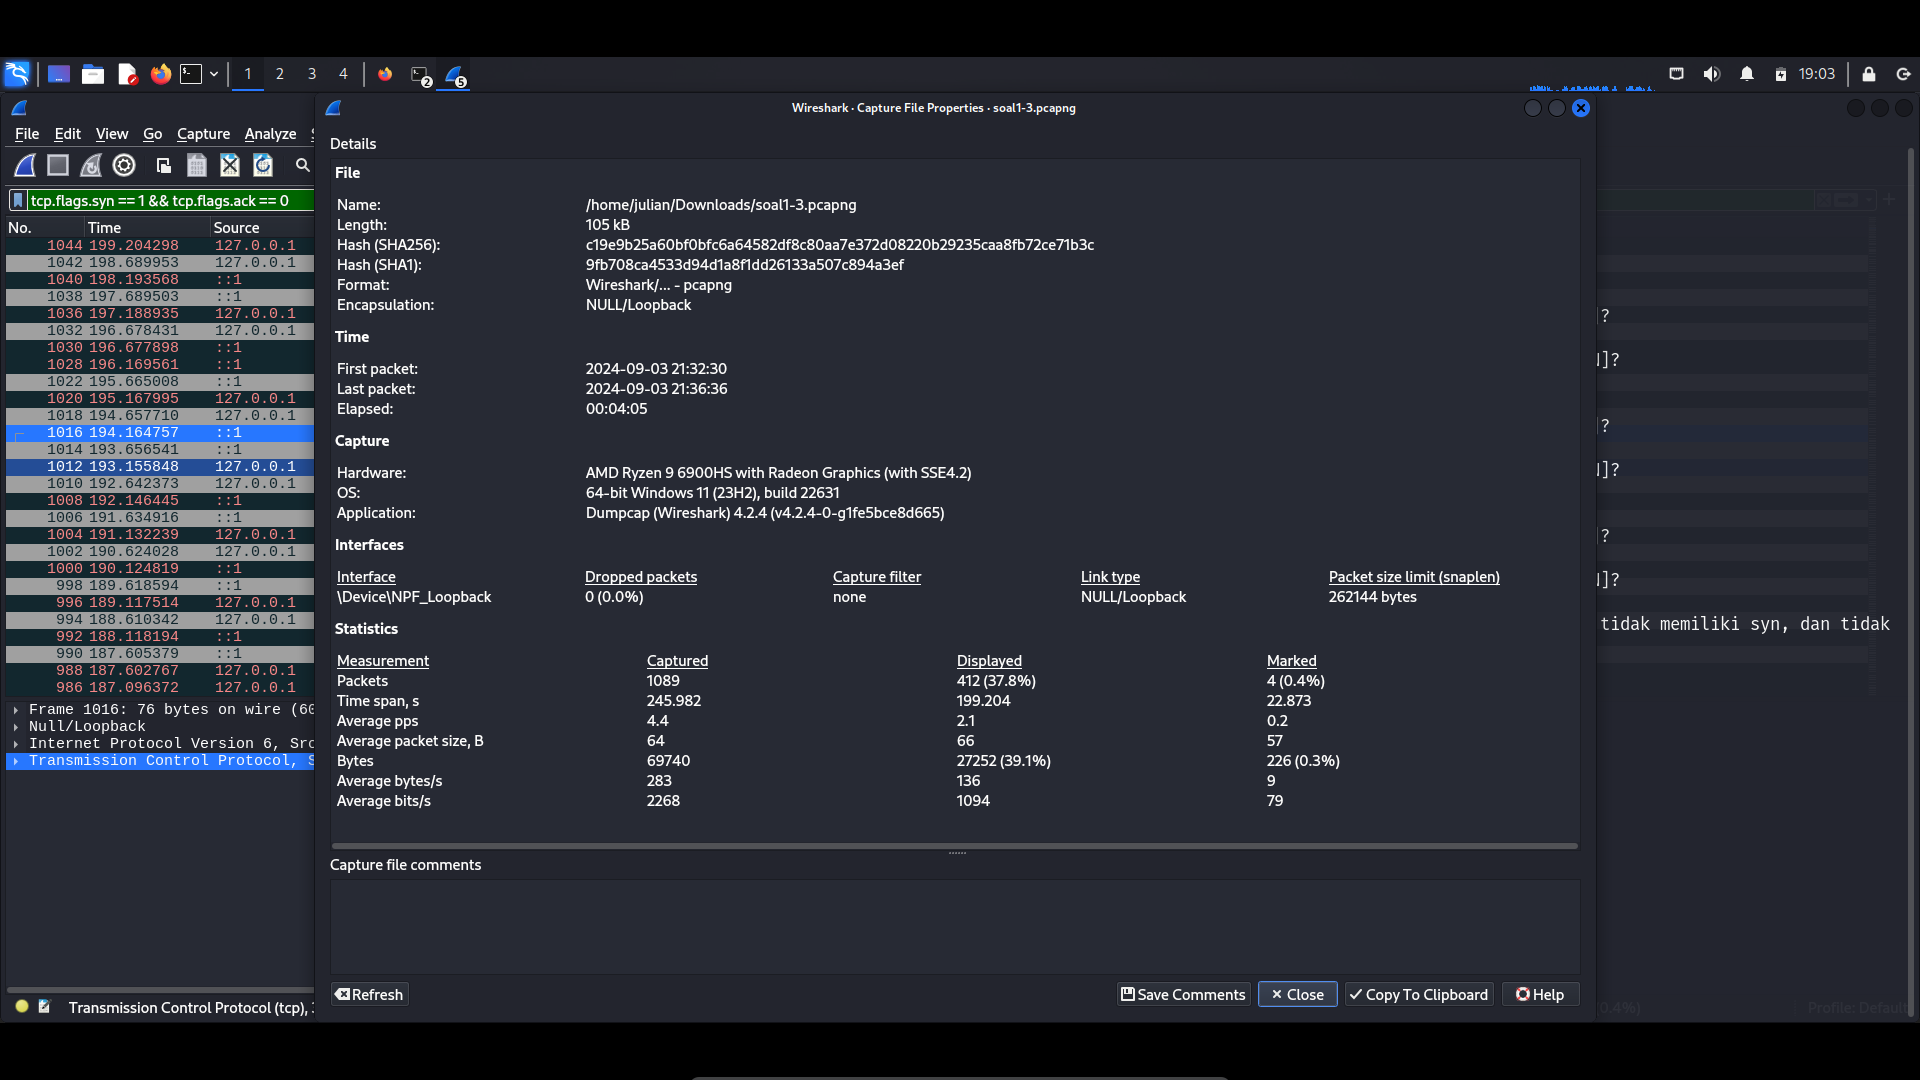 1 2 3 4 2 5 19:03
Wireshark · Capture File Properties · soal1-3.pcapng
File Edit View Go Capture Analyze
tcp.flags.syn == 1 && tcp.flags.ack == 0
No. Time Source
1044 199.204298 127.0.0.1
1042 198.689953 127.0.0.1
1040 198.193568 ::1
1038 197.689503 ::1
1036 197.188935 127.0.0.1
1032 196.678431 127.0.0.1
1030 196.677898 ::1
1028 196.169561 ::1
1022 195.665008 ::1
1020 195.167995 127.0.0.1
1018 194.657710 127.0.0.1
1016 194.164757 ::1
1014 193.656541 ::1
1012 193.155848 127.0.0.1
1010 192.642373 127.0.0.1
1008 192.146445 ::1
1006 191.634916 ::1
1004 191.132239 127.0.0.1
1002 190.624028 127.0.0.1
1000 190.124819 ::1
998 189.618594 ::1
996 189.117514 127.0.0.1
994 188.610342 127.0.0.1
992 188.118194 ::1
990 187.605379 ::1
988 187.602767 127.0.0.1
986 187.096372 127.0.0.1
Frame 1016: 76 bytes on wire (60
Null/Loopback
Internet Protocol Version 6, Src
Transmission Control Protocol, S
Transmission Control Protocol (tcp),
Details
File
Name: /home/julian/Downloads/soal1-3.pcapng
Length: 105 kB
Hash (SHA256): c19e9b25a60bf0bfc6a64582df8c80aa7e372d08220b29235caa8fb72ce71b3c
Hash (SHA1): 9fb708ca4533d94d1a8f1dd26133a507c894a3ef
Format: Wireshark/... - pcapng
Encapsulation: NULL/Loopback
Time
First packet: 2024-09-03 21:32:30
Last packet: 2024-09-03 21:36:36
Elapsed: 00:04:05
Capture
Hardware: AMD Ryzen 9 6900HS with Radeon Graphics (with SSE4.2)
OS: 64-bit Windows 11 (23H2), build 22631
Application: Dumpcap (Wireshark) 4.2.4 (v4.2.4-0-g1fe5bce8d665)
Interfaces
Interface Dropped packets Capture filter Link type Packet size limit (snaplen)
\Device\NPF_Loopback 0 (0.0%) none NULL/Loopback 262144 bytes
Statistics
Measurement Captured Displayed Marked
Packets 1089 412 (37.8%) 4 (0.4%)
Time span, s 245.982 199.204 22.873
Average pps 4.4 2.1 0.2
Average packet size, B 64 66 57
Bytes 69740 27252 (39.1%) 226 (0.3%)
Average bytes/s 283 136 9
Average bits/s 2268 1094 79
Capture file comments
Refresh Save Comments Close Copy To Clipboard Help
]?
]?
]?
]?
]?
]?
tidak memiliki syn, dan tidak
0.4%) Profile: Default